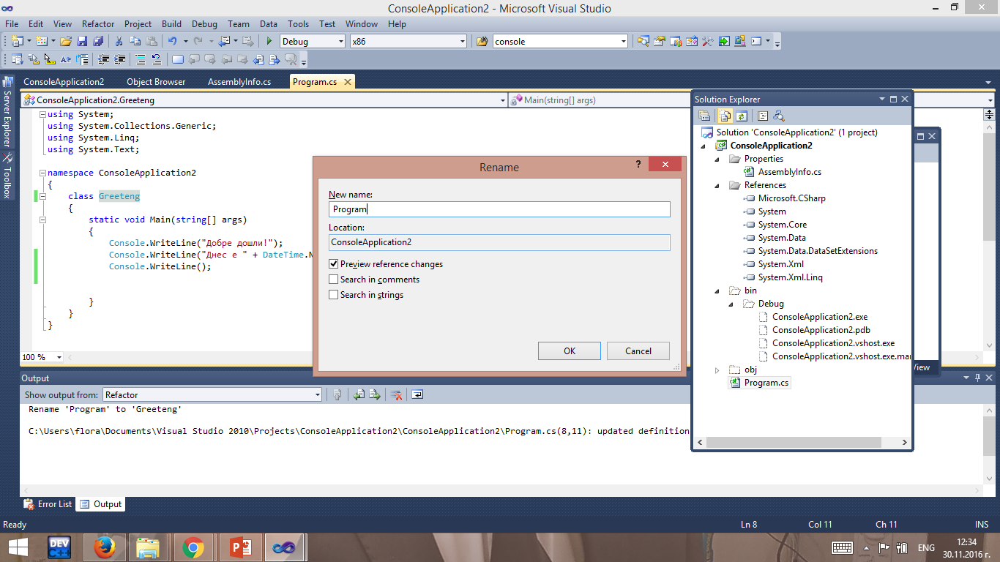 ConsoleApplication2 - Microsoft Visual Studio
File Edit View Refactor Project Build Debug Team Data Tools Test Window Help
Debug x86 console
ConsoleApplication2 Object Browser AssemblyInfo.cs Program.cs
ConsoleApplication2.Greeteng Main(string[] args)
Server Explorer
Toolbox
using System;
using System.Collections.Generic;
using System.Linq;
using System.Text;
namespace ConsoleApplication2
{
class Greeteng
{
static void Main(string[] args)
{
Console.WriteLine("Добре дошли!");
Console.WriteLine("Днес е " + DateTime.N
Console.WriteLine();
}
}
}
100 %
Rename
?
New name:
Program
Location:
ConsoleApplication2
Preview reference changes
Search in comments
Search in strings
OK Cancel
Solution Explorer
Solution 'ConsoleApplication2' (1 project)
ConsoleApplication2
Properties
AssemblyInfo.cs
References
Microsoft.CSharp
System
System.Core
System.Data
System.Data.DataSetExtensions
System.Xml
System.Xml.Linq
bin
Debug
ConsoleApplication2.exe
ConsoleApplication2.pdb
ConsoleApplication2.vshost.exe
ConsoleApplication2.vshost.exe.mar
obj
Program.cs
View
Output
Show output from: Refactor
Rename 'Program' to 'Greeteng'
C:\Users\flora\Documents\Visual Studio 2010\Projects\ConsoleApplication2\ConsoleApplication2\Program.cs(8,11): updated definition
Error List Output
Ready Ln 8 Col 11 Ch 11 INS
DEV
ENG
12:34
30.11.2016 г.